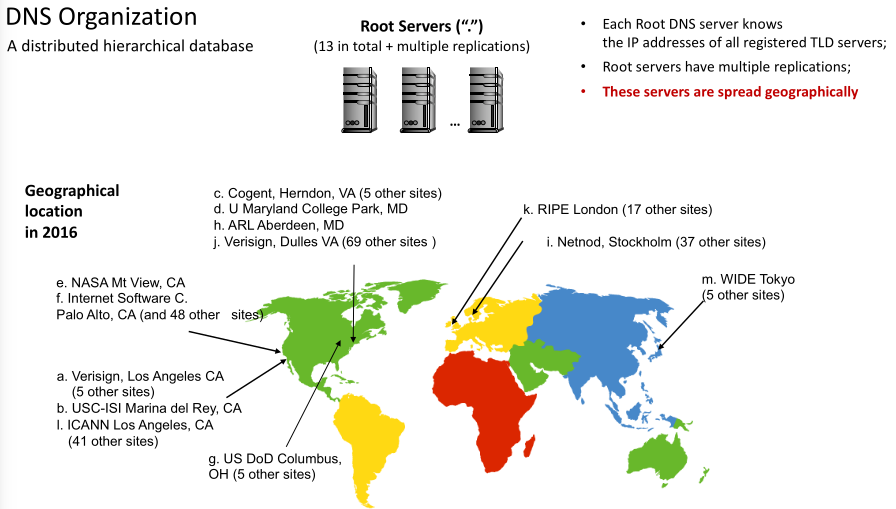 DNS Organization
A distributed hierarchical database
Root Servers (“.”)
(13 in total + multiple replications)
...
• Each Root DNS server knows
the IP addresses of all registered TLD servers;
• Root servers have multiple replications;
• These servers are spread geographically
Geographical
location
in 2016
c. Cogent, Herndon, VA (5 other sites)
d. U Maryland College Park, MD
h. ARL Aberdeen, MD
j. Verisign, Dulles VA (69 other sites )
k. RIPE London (17 other sites)
i. Netnod, Stockholm (37 other sites)
m. WIDE Tokyo
(5 other sites)
e. NASA Mt View, CA
f. Internet Software C.
Palo Alto, CA (and 48 other sites)
a. Verisign, Los Angeles CA
(5 other sites)
b. USC-ISI Marina del Rey, CA
l. ICANN Los Angeles, CA
(41 other sites)
g. US DoD Columbus,
OH (5 other sites)